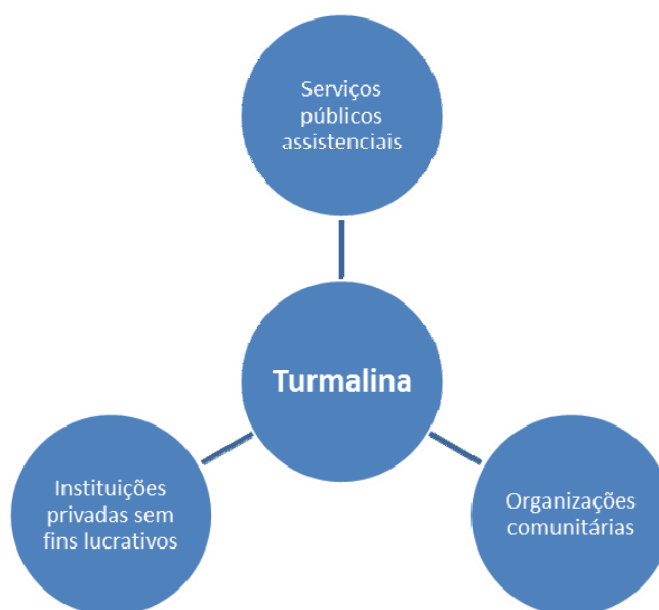 Serviços
públicos
assistenciais
Turmalina
Instituições
privadas sem
fins lucrativos
Organizações
comunitárias